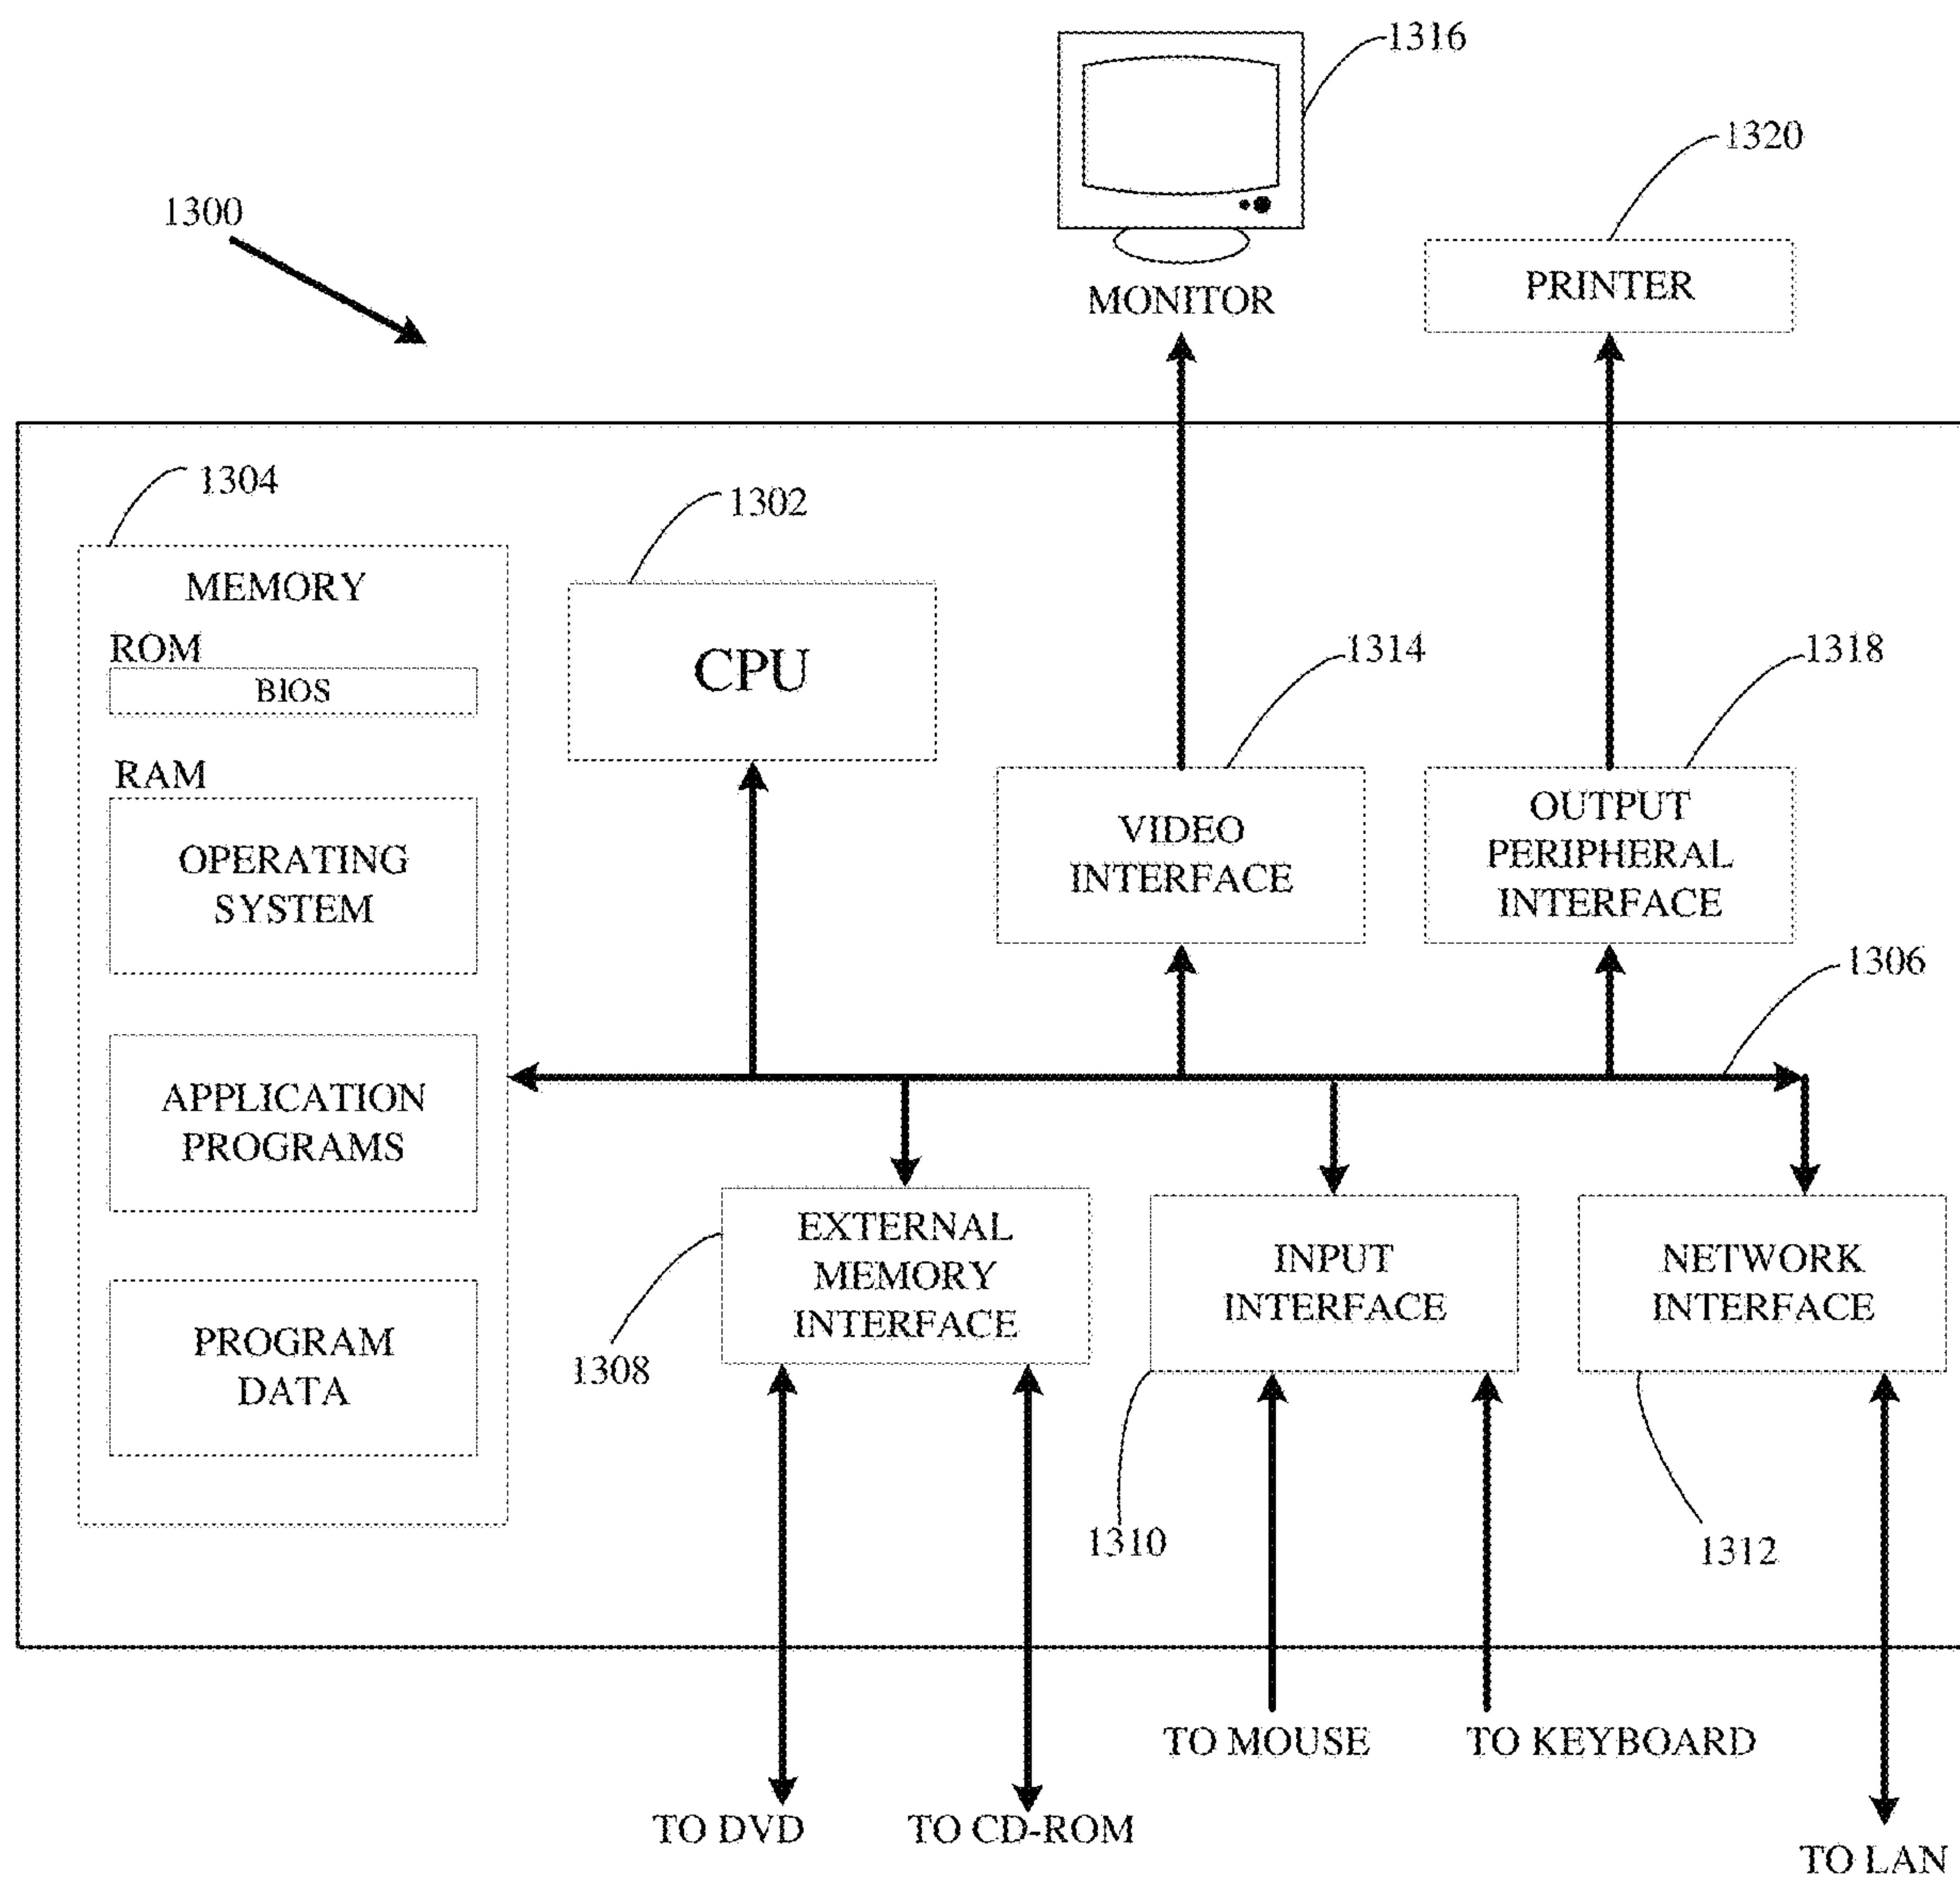 1316
1320
1300
MONITOR
PRINTER
1304
1302
MEMORY
ROM
BIOS
RAM
OPERATING
SYSTEM
APPLICATION
PROGRAMS
PROGRAM
DATA
CPU
1314
VIDEO
INTERFACE
1318
OUTPUT
PERIPHERAL
INTERFACE
1306
EXTERNAL
MEMORY
INTERFACE
1308
INPUT
INTERFACE
1310
NETWORK
INTERFACE
1312
TO MOUSE
TO KEYBOARD
TO DVD
TO CD-ROM
TO LAN